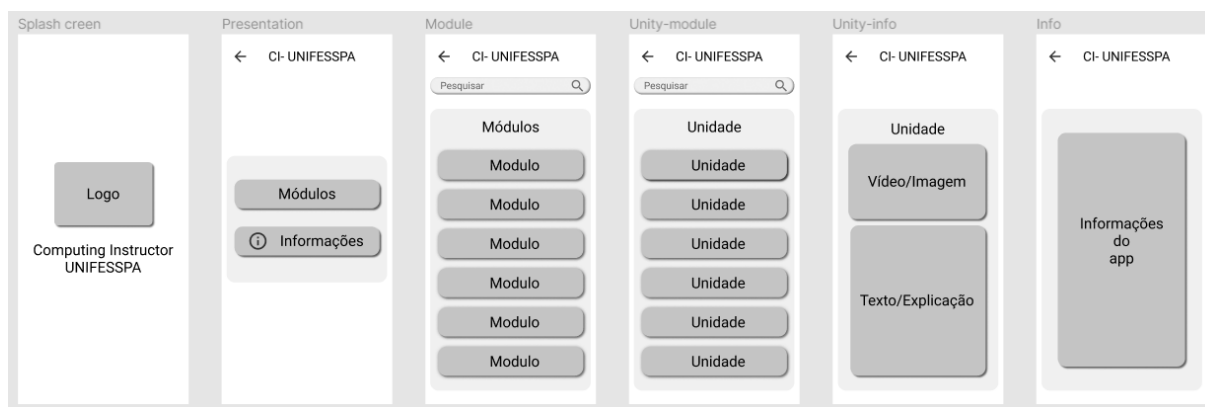 Splash creen
Logo
Computing Instructor
UNIFESSPA
Presentation
CI- UNIFESSPA
Módulos
Informações
Module
CI- UNIFESSPA
Pesquisar
Módulos
Modulo
Modulo
Modulo
Modulo
Modulo
Modulo
Unity-module
CI- UNIFESSPA
Pesquisar
Unidade
Unidade
Unidade
Unidade
Unidade
Unidade
Unidade
Unity-info
CI- UNIFESSPA
Unidade
Vídeo/Imagem
Texto/Explicação
Info
CI- UNIFESSPA
Informações
do
app